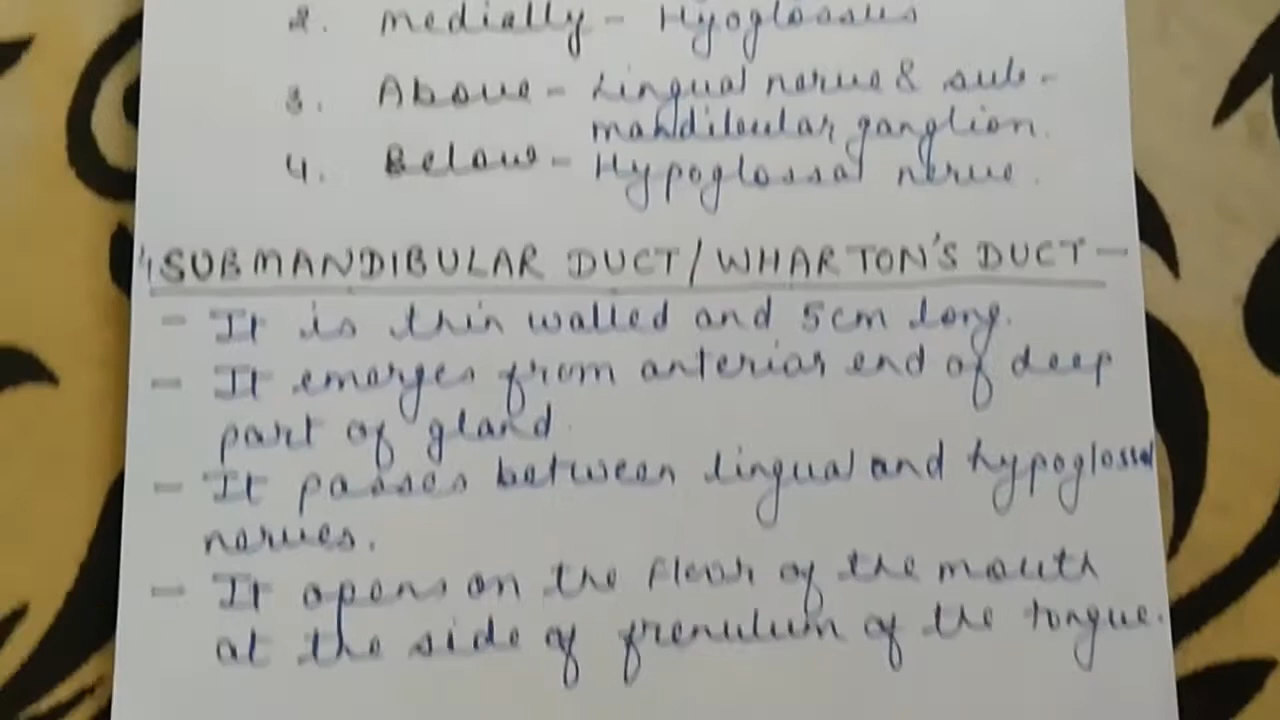 2. Medially - Hyoglossus
3. Above - Lingual nerve & sub-
mandibular ganglion.
4. Below - Hypoglossal nerve.
SUBMANDIBULAR DUCT/WHARTON'S DUCT -
- It is thin walled and 5cm long.
- It emerges from anterior end of deep
part of gland.
- It passes between lingual and hypoglossal
nerves.
- It opens on the floor of the mouth
at the side of frenulum of the tongue.